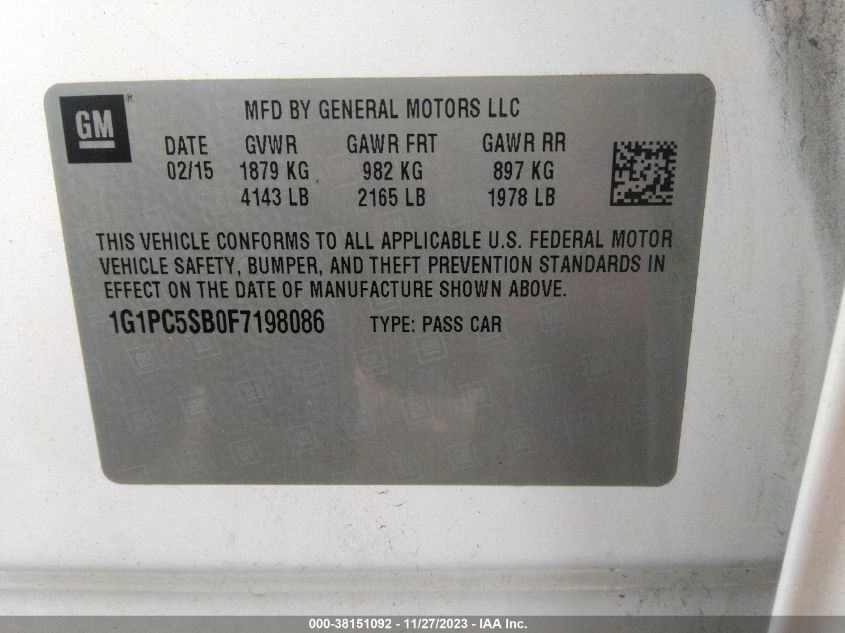 GM ®
MFD BY GENERAL MOTORS LLC
DATE GVWR GAWR FRT GAWR RR
02/15 1879 KG 982 KG 897 KG
4143 LB 2165 LB 1978 LB
THIS VEHICLE CONFORMS TO ALL APPLICABLE U.S. FEDERAL MOTOR
VEHICLE SAFETY, BUMPER, AND THEFT PREVENTION STANDARDS IN
EFFECT ON THE DATE OF MANUFACTURE SHOWN ABOVE.
1G1PC5SB0F7198086 TYPE: PASS CAR
000-38151092 - 11/27/2023 - IAA Inc.